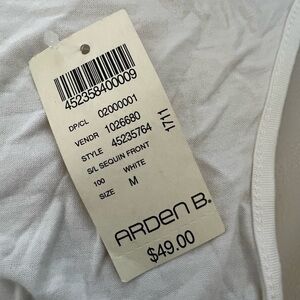 452358400009
DP/CL 02000001
VENDR 1026680
STYLE 45235764
S/L SEQUIN FRONT
100 WHITE
SIZE M
1711
ARDEN B.
$49.00